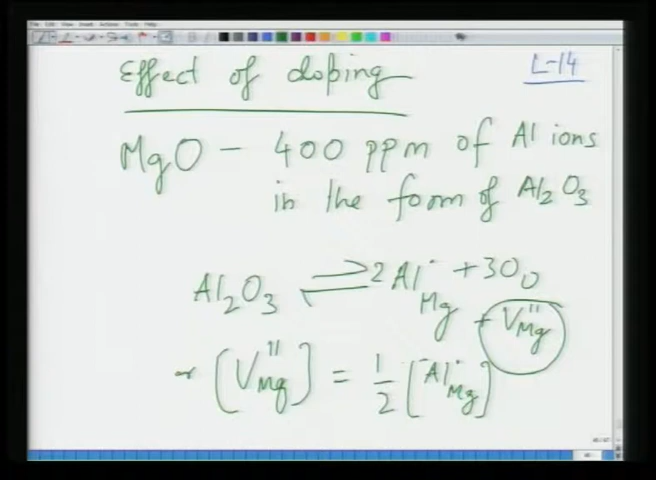 Effect of doping
L-14
MgO - 400 ppm of Al ions
in the form of Al2O3
Al2O3 ⇌ 2Al˙Mg + 3Oo
+ V''Mg
[V''Mg] = 1/2 [Al˙Mg]